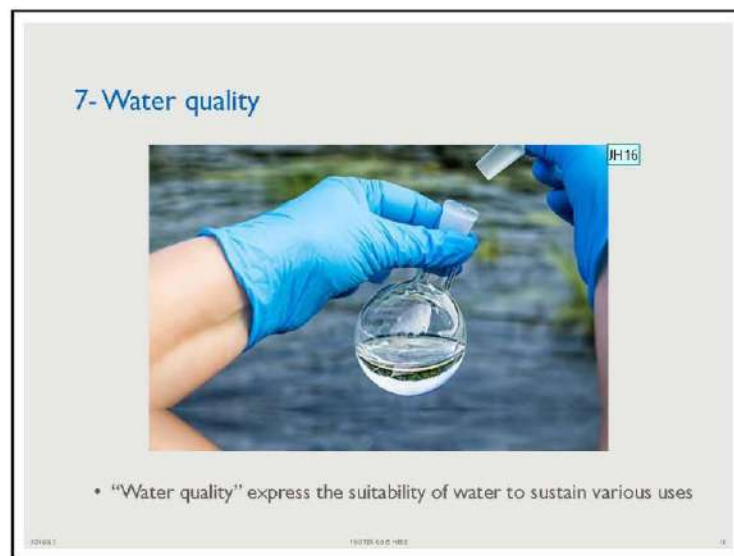 7- Water quality
JH16
• “Water quality” express the suitability of water to sustain various uses